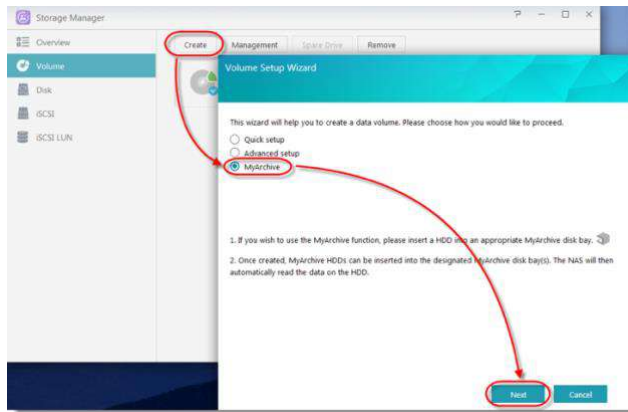 Storage Manager
? – □ ×
Overview
Create Management Spare Drive Remove
Volume
Volume Setup Wizard
Disk
iSCSI
This wizard will help you to create a data volume. Please choose how you would like to proceed.
iSCSI LUN
Quick setup
Advanced setup
MyArchive
1. If you wish to use the MyArchive function, please insert a HDD into an appropriate MyArchive disk bay.
2. Once created, MyArchive HDDs can be inserted into the designated MyArchive disk bay(s). The NAS will then
automatically read the data on the HDD.
Next Cancel